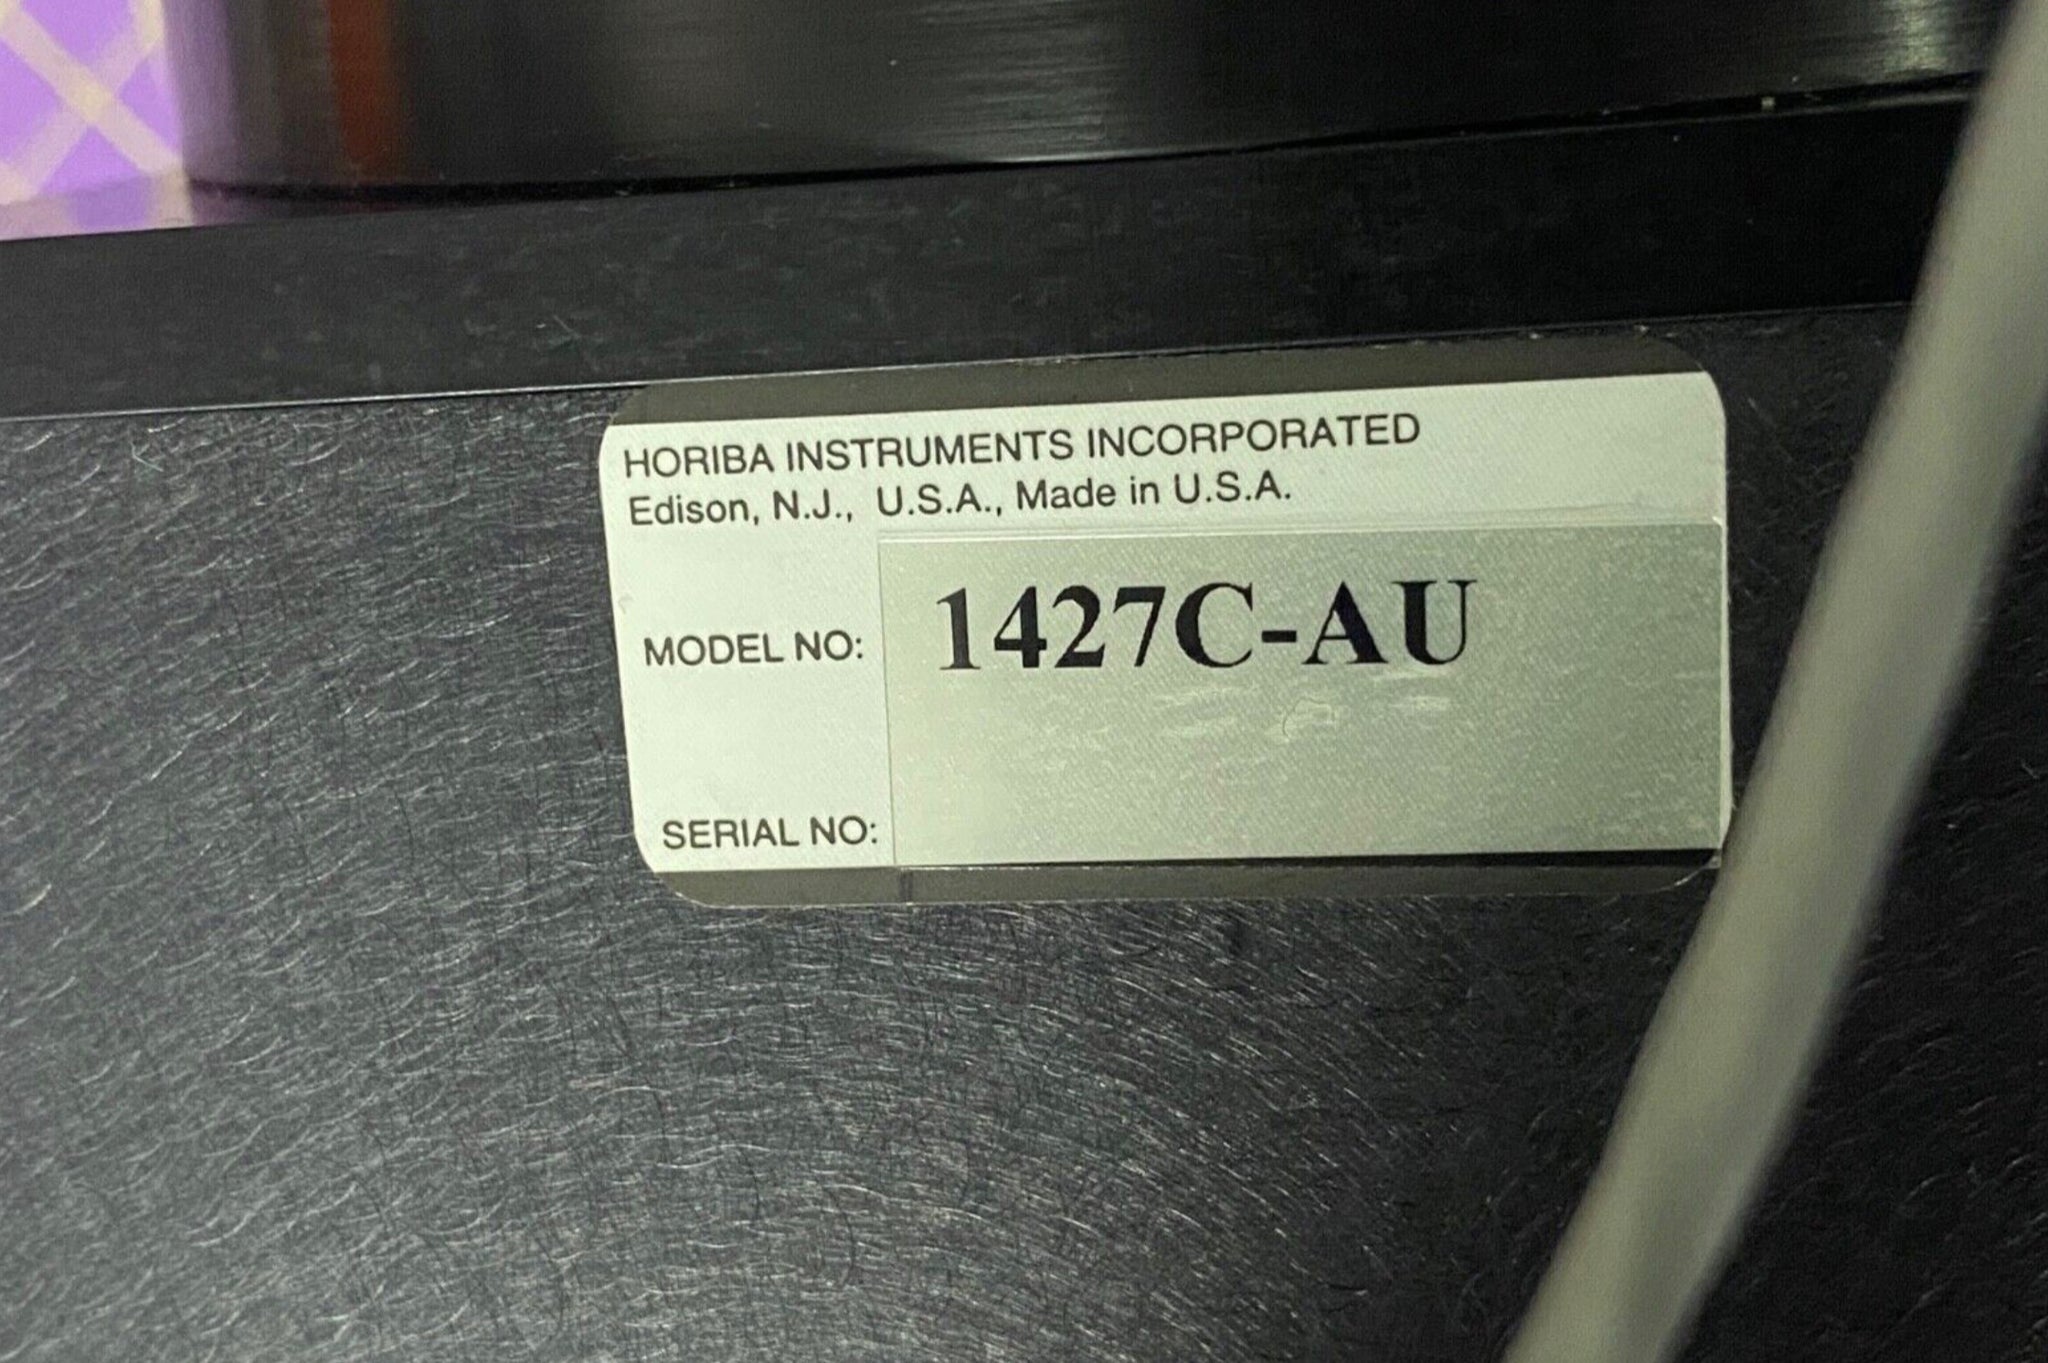 HORIBA INSTRUMENTS INCORPORATED
Edison, N.J., U.S.A., Made in U.S.A.
MODEL NO: 1427C-AU
SERIAL NO: